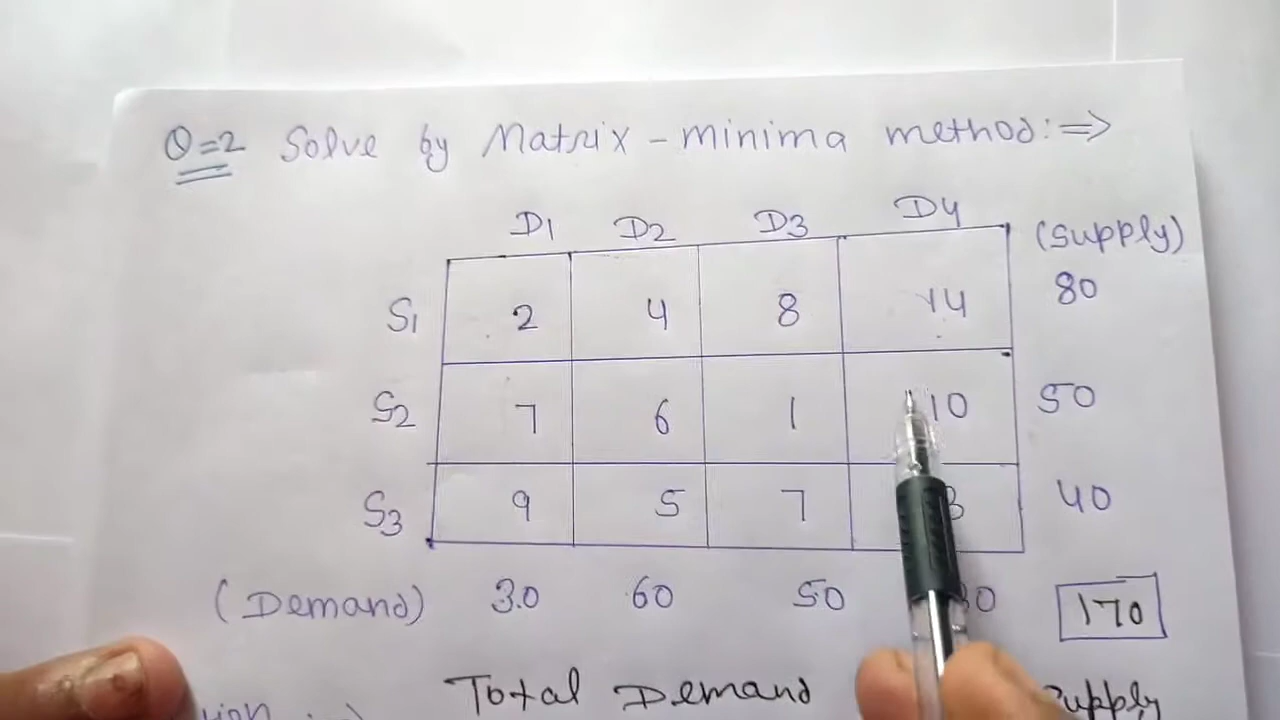 Q=2 Solve by Matrix - minima method:⇒
D1 D2 D3 D4 (Supply)
S1 2 4 8 14 80
S2 7 6 1 10 50
S3 9 5 7 40
(Demand) 30 60 50 170
Total Demand Supply